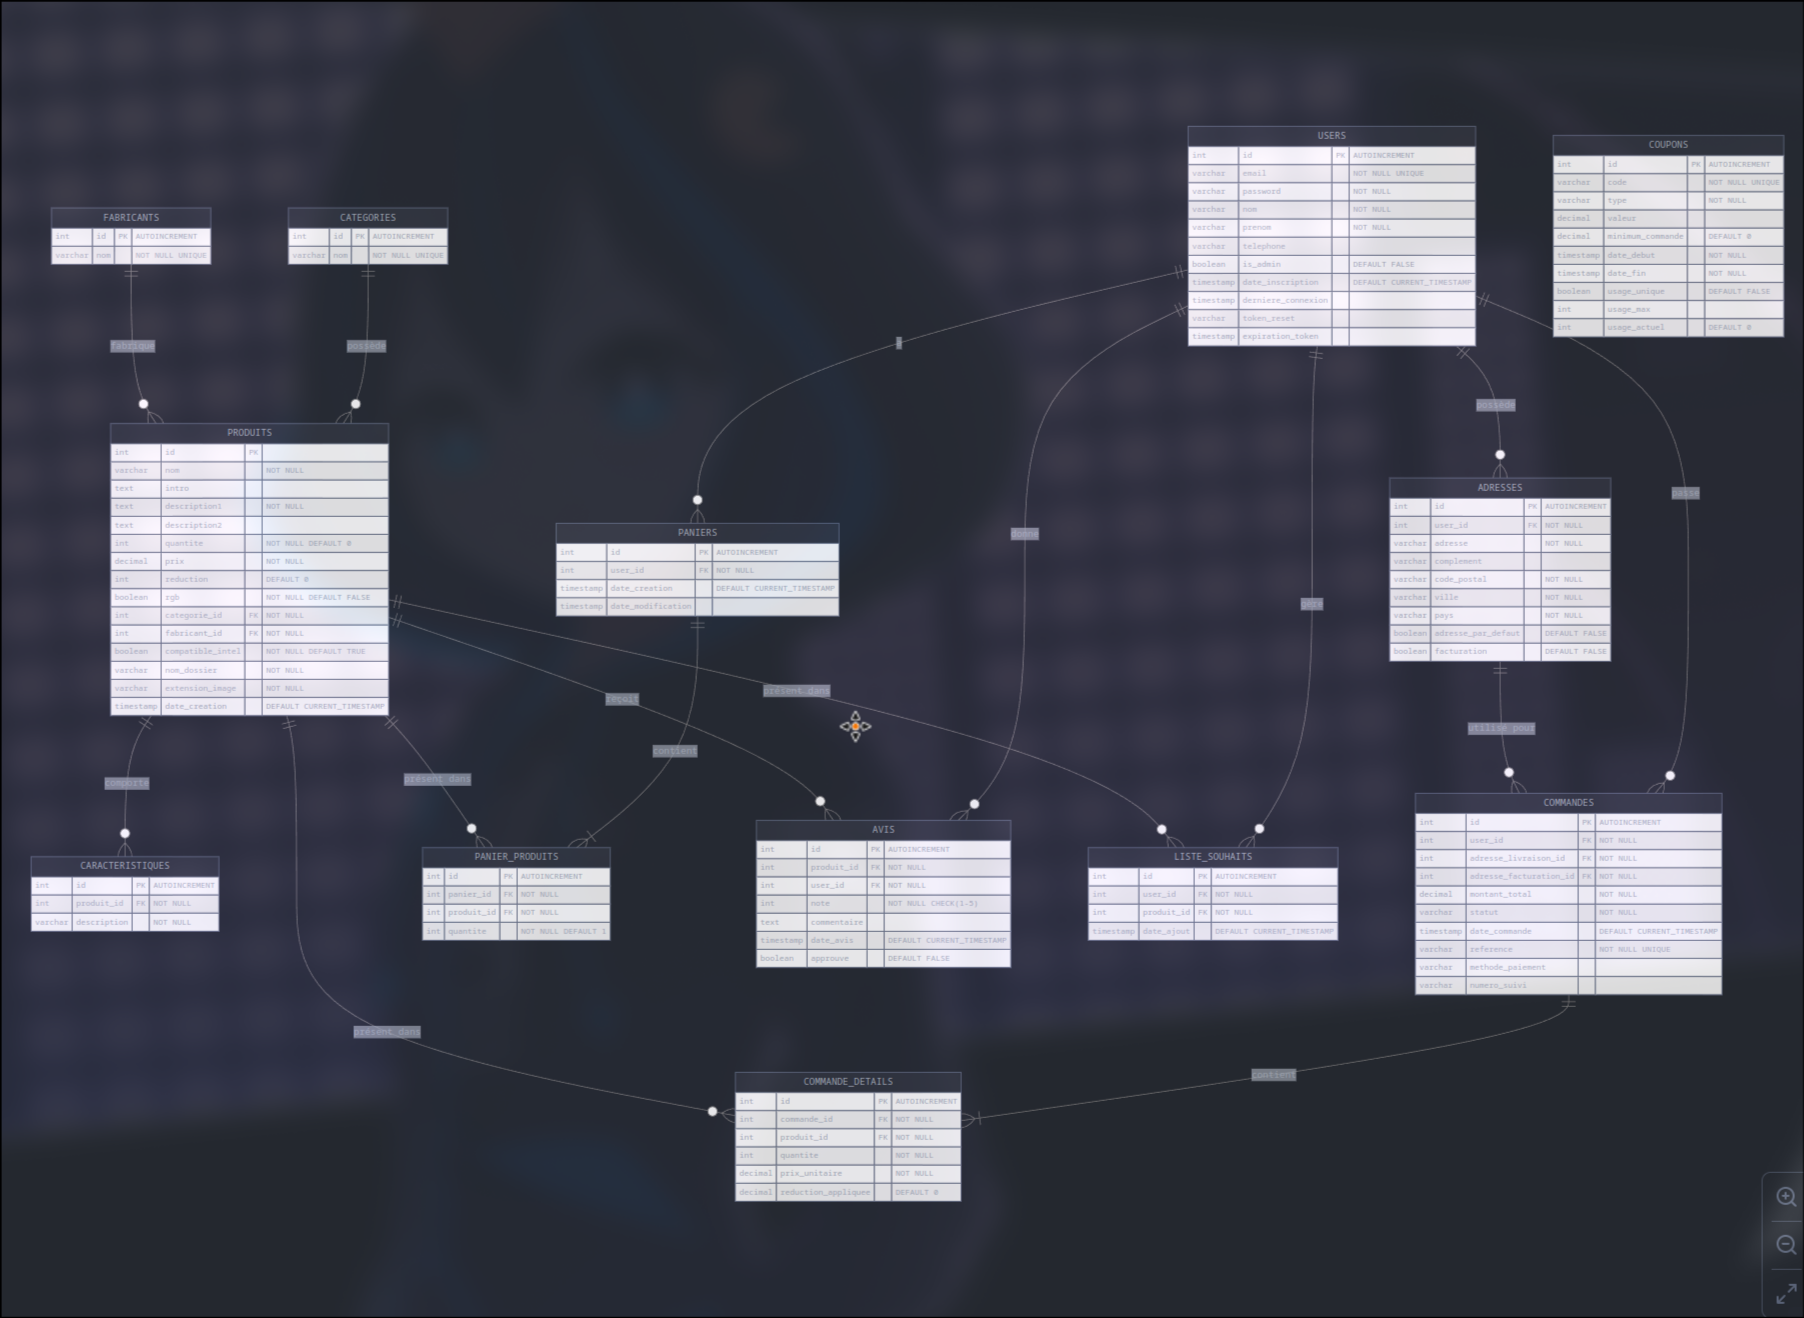 USERS
int id PK AUTOINCREMENT
varchar email NOT NULL UNIQUE
varchar password NOT NULL
varchar nom NOT NULL
varchar prenom NOT NULL
varchar telephone
boolean is_admin DEFAULT FALSE
timestamp date_inscription DEFAULT CURRENT_TIMESTAMP
timestamp derniere_connexion
varchar token_reset
timestamp expiration_token
COUPONS
int id PK AUTOINCREMENT
varchar code NOT NULL UNIQUE
varchar type NOT NULL
decimal valeur
decimal minimum_commande DEFAULT 0
timestamp date_debut NOT NULL
timestamp date_fin NOT NULL
boolean usage_unique DEFAULT FALSE
int usage_max
int usage_actuel DEFAULT 0
FABRICANTS
int id PK AUTOINCREMENT
varchar nom NOT NULL UNIQUE
CATEGORIES
int id PK AUTOINCREMENT
varchar nom NOT NULL UNIQUE
fabrique
possède
a
possède
PRODUITS
int id PK
varchar nom NOT NULL
text intro
text description1 NOT NULL
text description2
int quantite NOT NULL DEFAULT 0
decimal prix NOT NULL
int reduction DEFAULT 0
boolean rgb NOT NULL DEFAULT FALSE
int categorie_id FK NOT NULL
int fabricant_id FK NOT NULL
boolean compatible_intel NOT NULL DEFAULT TRUE
varchar nom_dossier NOT NULL
varchar extension_image NOT NULL
timestamp date_creation DEFAULT CURRENT_TIMESTAMP
PANIERS
int id PK AUTOINCREMENT
int user_id FK NOT NULL
timestamp date_creation DEFAULT CURRENT_TIMESTAMP
timestamp date_modification
donne
passe
ADRESSES
int id PK AUTOINCREMENT
int user_id FK NOT NULL
varchar adresse NOT NULL
varchar complement
varchar code_postal NOT NULL
varchar ville NOT NULL
varchar pays NOT NULL
boolean adresse_par_defaut DEFAULT FALSE
boolean facturation DEFAULT FALSE
reçoit
présent dans
contient
utilisé pour
comporte
présent dans
CARACTERISTIQUES
int id PK AUTOINCREMENT
int produit_id FK NOT NULL
varchar description NOT NULL
PANIER_PRODUITS
int id PK AUTOINCREMENT
int panier_id FK NOT NULL
int produit_id FK NOT NULL
int quantite NOT NULL DEFAULT 1
AVIS
int id PK AUTOINCREMENT
int produit_id FK NOT NULL
int user_id FK NOT NULL
int note NOT NULL CHECK(1-5)
text commentaire
timestamp date_avis DEFAULT CURRENT_TIMESTAMP
boolean approuve DEFAULT FALSE
LISTE_SOUHAITS
int id PK AUTOINCREMENT
int user_id FK NOT NULL
int produit_id FK NOT NULL
timestamp date_ajout DEFAULT CURRENT_TIMESTAMP
COMMANDES
int id PK AUTOINCREMENT
int user_id FK NOT NULL
int adresse_livraison_id FK NOT NULL
int adresse_facturation_id FK NOT NULL
decimal montant_total NOT NULL
varchar statut NOT NULL
timestamp date_commande DEFAULT CURRENT_TIMESTAMP
varchar reference NOT NULL UNIQUE
varchar methode_paiement
varchar numero_suivi
présent dans
contient
COMMANDE_DETAILS
int id PK AUTOINCREMENT
int commande_id FK NOT NULL
int produit_id FK NOT NULL
int quantite NOT NULL
decimal prix_unitaire NOT NULL
decimal reduction_appliquee DEFAULT 0